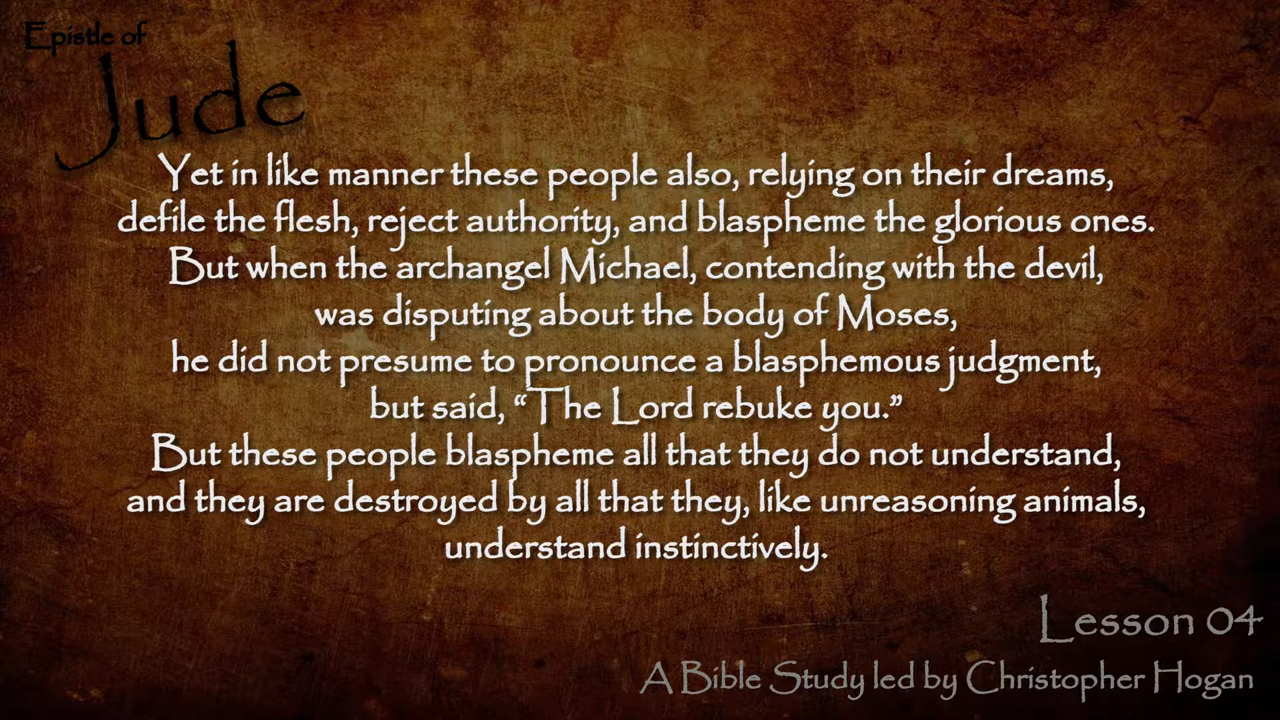 Epistle of
Jude
Yet in like manner these people also, relying on their dreams,
defile the flesh, reject authority, and blaspheme the glorious ones.
But when the archangel Michael, contending with the devil,
was disputing about the body of Moses,
he did not presume to pronounce a blasphemous judgment,
but said, “The Lord rebuke you.”
But these people blaspheme all that they do not understand,
and they are destroyed by all that they, like unreasoning animals,
understand instinctively.
Lesson 04
A Bible Study led by Christopher Hogan